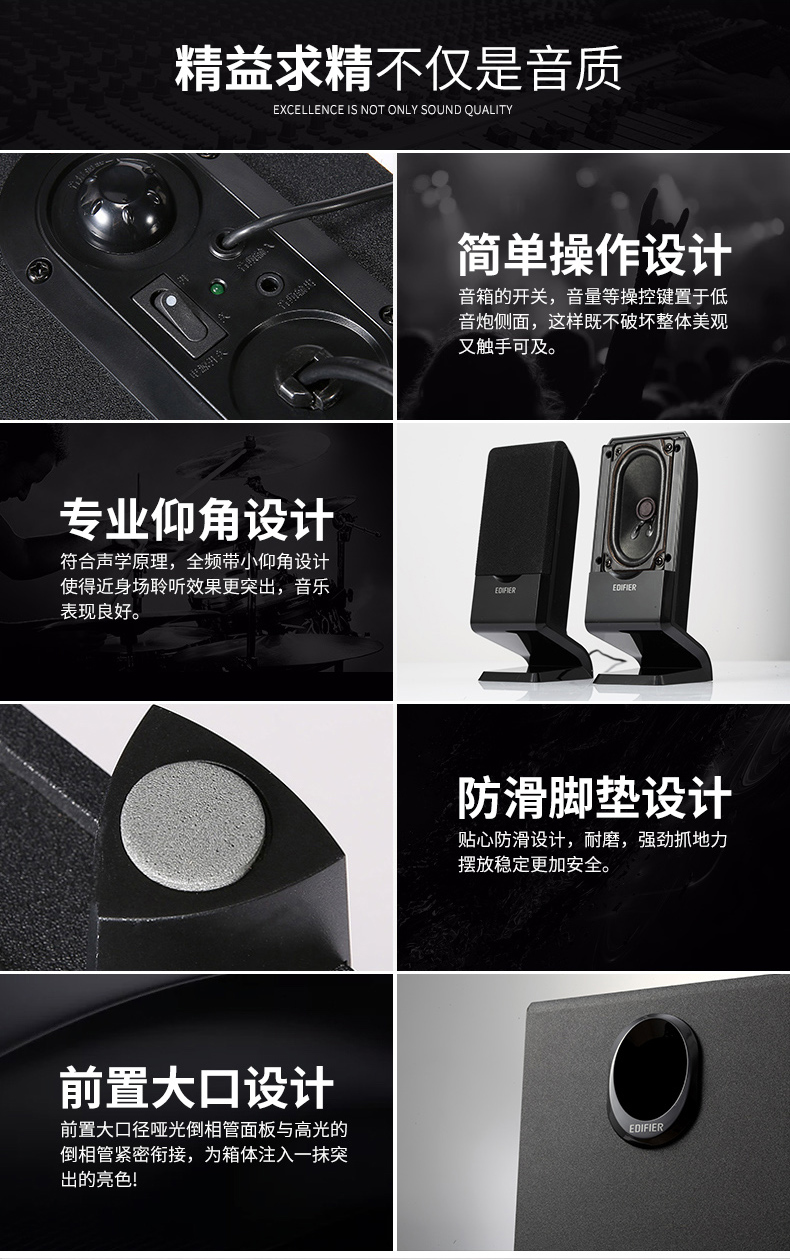 精益求精不仅是音质
EXCELLENCE IS NOT ONLY SOUND QUALITY
简单操作设计
音箱的开关，音量等操控键置于低
音炮侧面，这样既不破坏整体美观
又触手可及。
专业仰角设计
符合声学原理，全频带小仰角设计
使得近身场聆听效果更突出，音乐
表现良好。
EDIFIER
EDIFIER
防滑脚垫设计
贴心防滑设计，耐磨，强劲抓地力
摆放稳定更加安全。
前置大口设计
前置大口径哑光倒相管面板与高光的
倒相管紧密衔接，为箱体注入一抹突
出的亮色!
EDIFIER